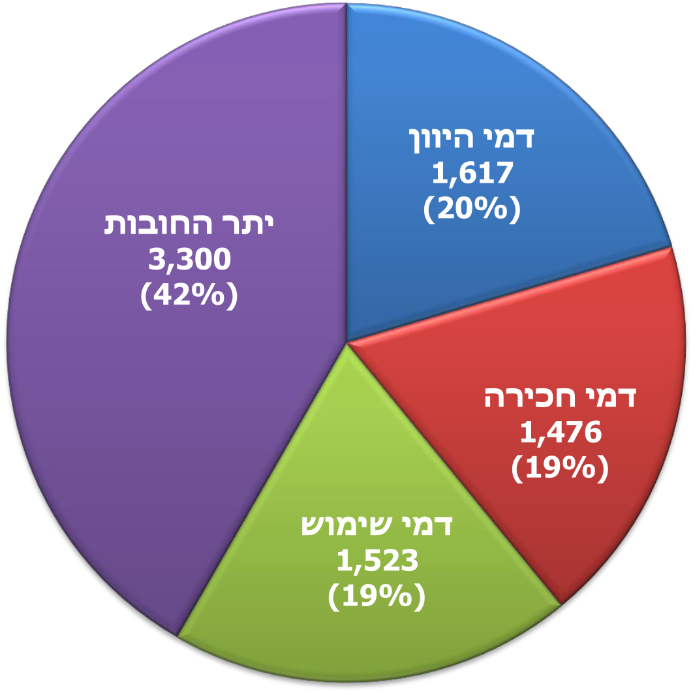 דמי היוון
1,617
(20%)
דמי חכירה
1,476
(19%)
דמי שימוש
1,523
(19%)
יתר החובות
3,300
(42%)